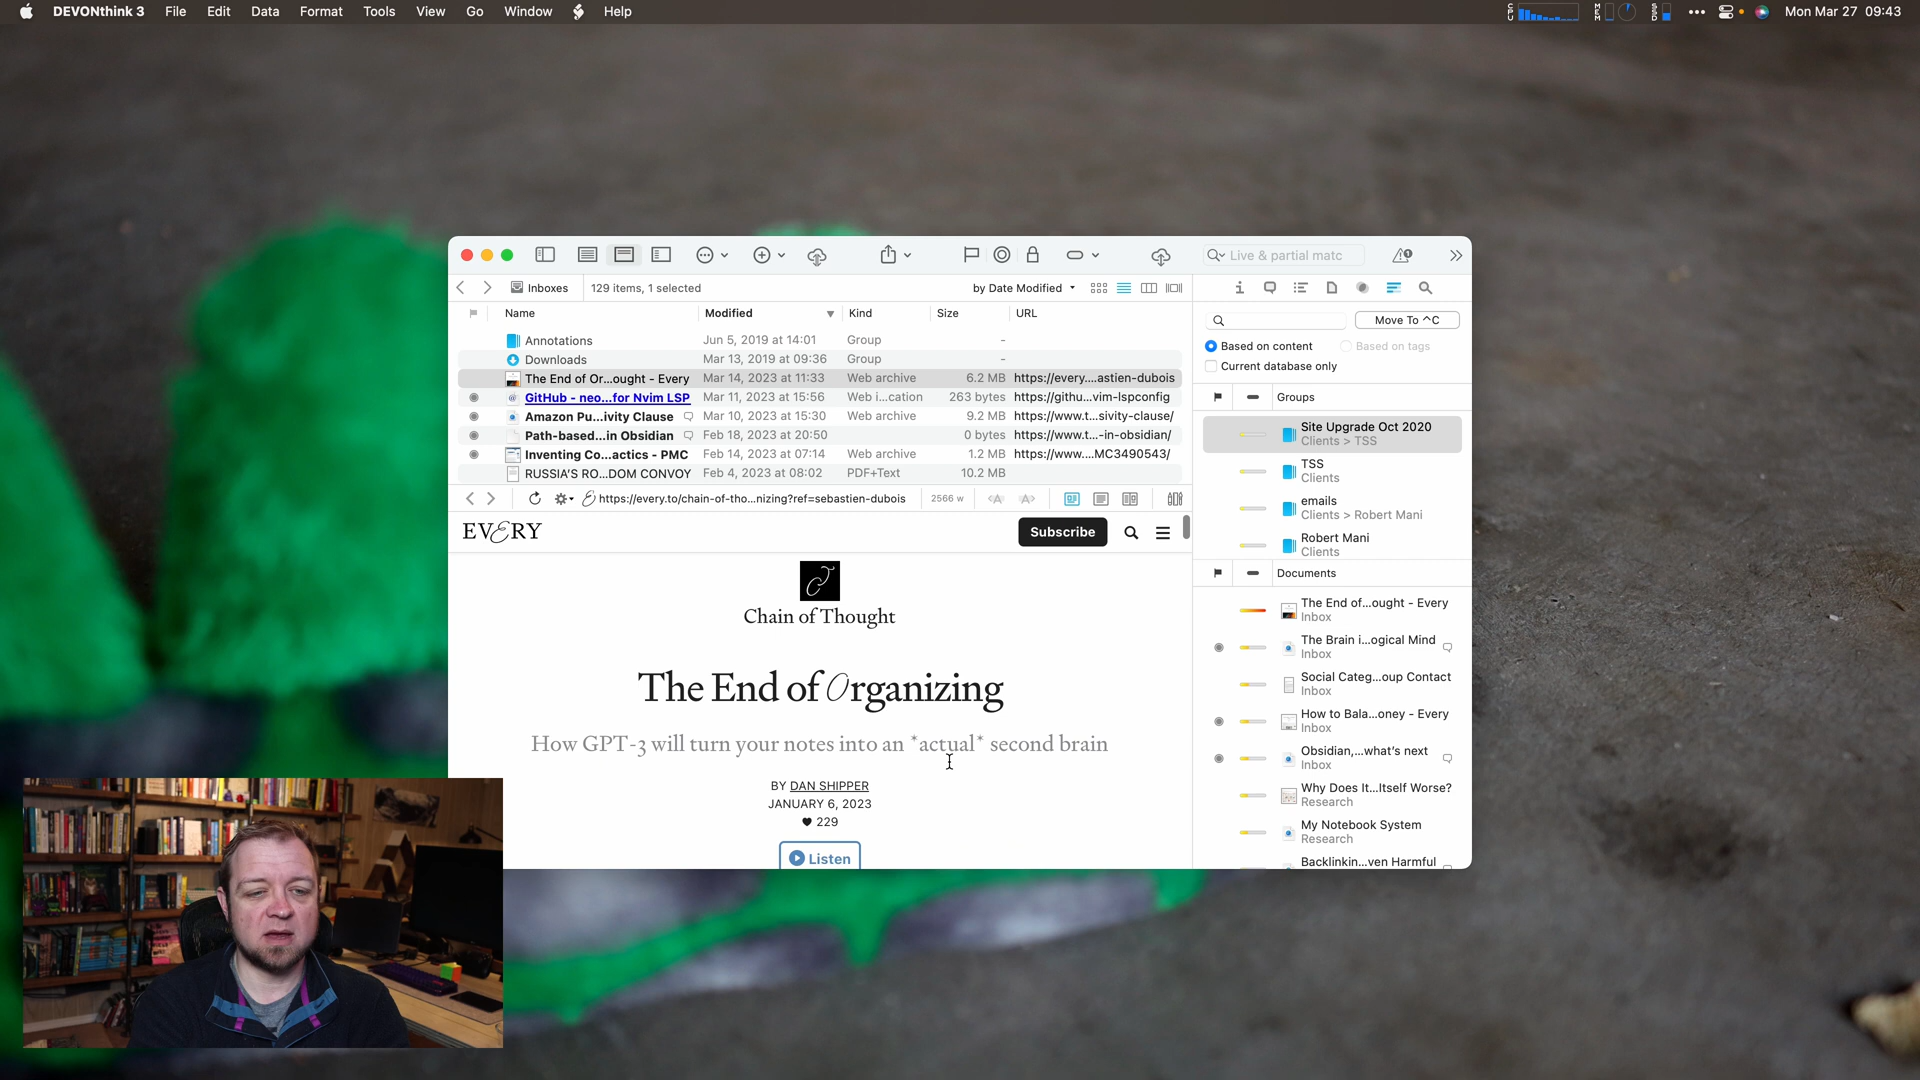 DEVONthink 3 File Edit Data Format Tools View Go Window Help
CPU MEM SSD Mon Mar 27 09:43
Live & partial matc
Inboxes 129 items, 1 selected by Date Modified
Name Modified Kind Size URL
Annotations Jun 5, 2019 at 14:01 Group -
Downloads Mar 13, 2019 at 09:36 Group -
The End of Or...ought - Every Mar 14, 2023 at 11:33 Web archive 6.2 MB https://every....astien-dubois
GitHub - neo...for Nvim LSP Mar 11, 2023 at 15:56 Web i...cation 263 bytes https://githu...vim-lspconfig
Amazon Pu...ivity Clause Mar 10, 2023 at 15:30 Web archive 9.2 MB https://www.t...sivity-clause/
Path-based...in Obsidian Feb 18, 2023 at 20:50 0 bytes https://www.t...-in-obsidian/
Inventing Co...actics - PMC Feb 14, 2023 at 07:14 Web archive 1.2 MB https://www....MC3490543/
RUSSIA'S RO...DOM CONVOY Feb 4, 2023 at 08:02 PDF+Text 10.2 MB
https://every.to/chain-of-tho...nizing?ref=sebastien-dubois 2566 w
EVERY Subscribe
Chain of Thought
The End of Organizing
How GPT-3 will turn your notes into an *actual* second brain
BY DAN SHIPPER
JANUARY 6, 2023
229
Listen
Move To ^C
Based on content Based on tags
Current database only
Groups
Site Upgrade Oct 2020
Clients > TSS
TSS
Clients
emails
Clients > Robert Mani
Robert Mani
Clients
Documents
The End of...ought - Every
Inbox
The Brain i...ogical Mind
Inbox
Social Categ...oup Contact
Inbox
How to Bala...oney - Every
Inbox
Obsidian,...what's next
Inbox
Why Does It...Itself Worse?
Research
My Notebook System
Research
Backlinkin...ven Harmful